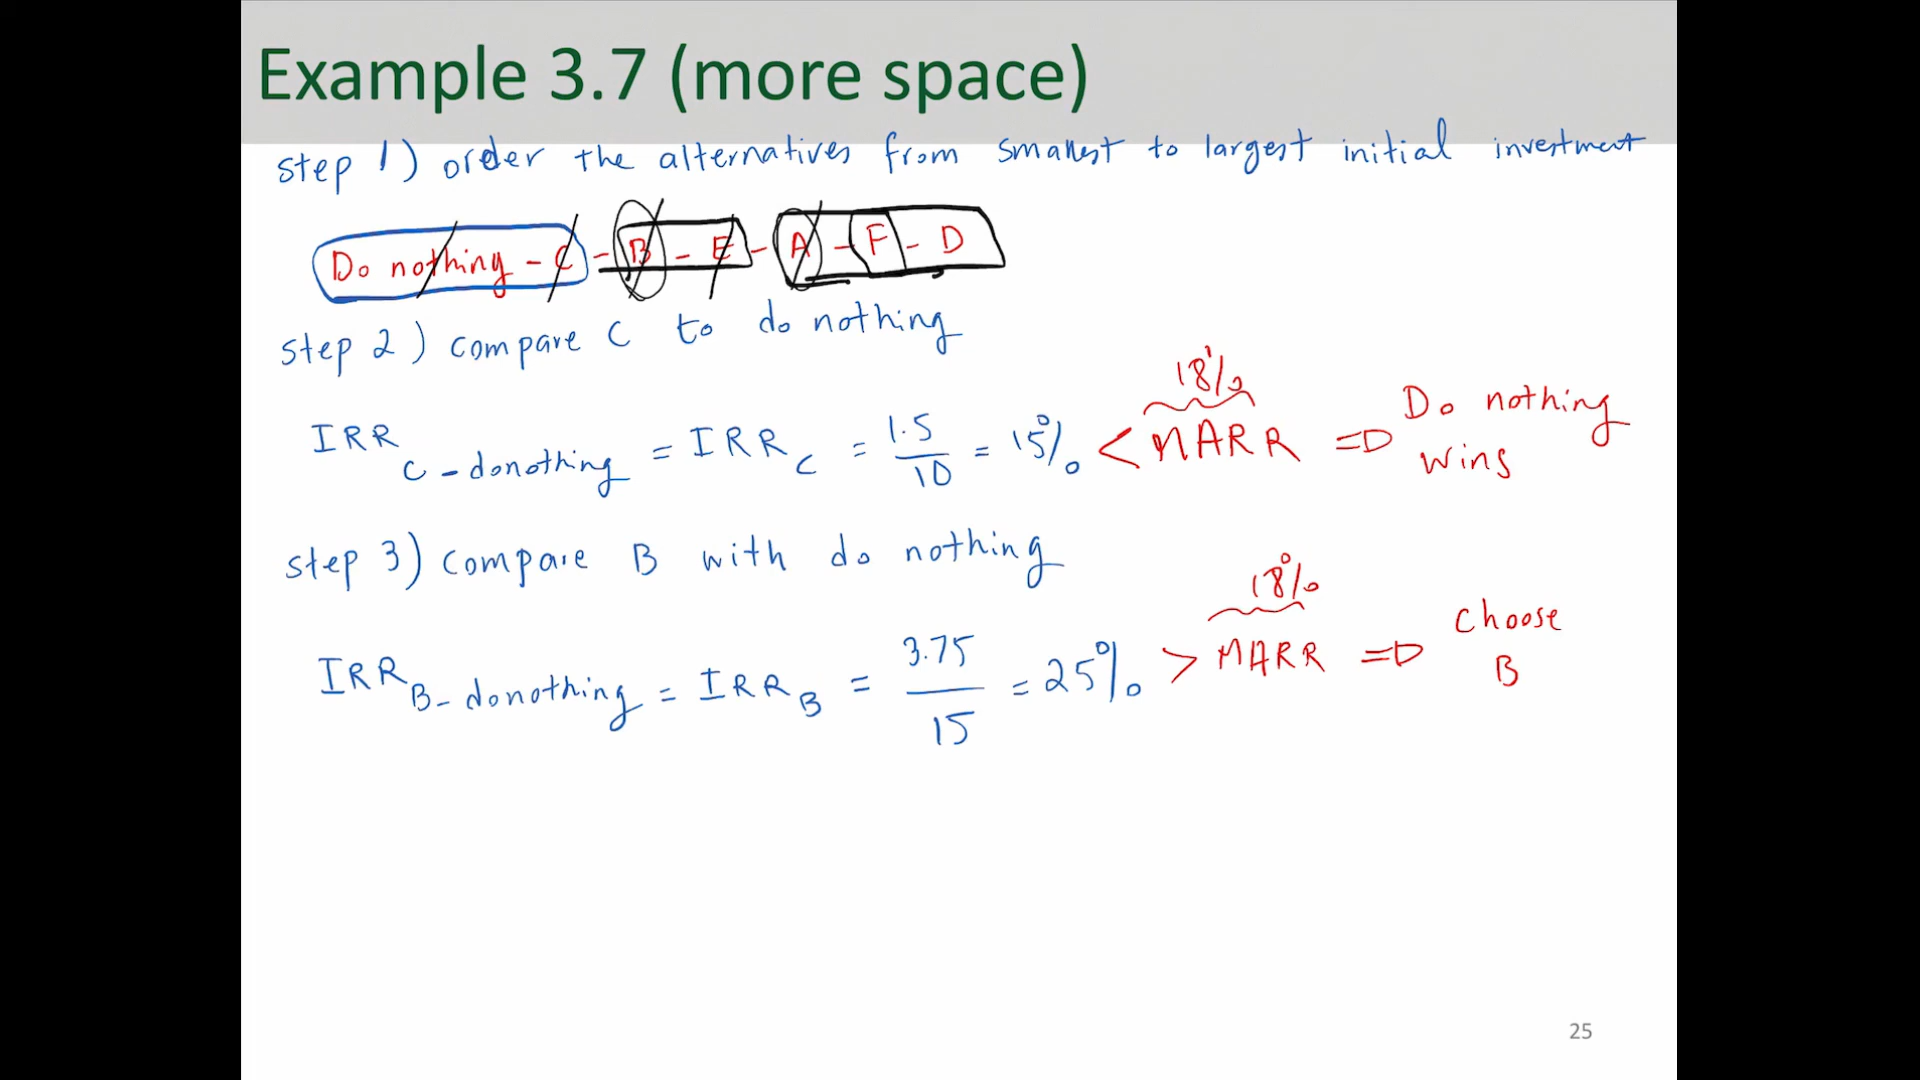 Example 3.7 (more space)
step 1) order the alternatives from smallest to largest initial investment
Do nothing - C - B - E - A - F - D
step 2) compare C to do nothing
18%
IRR C-donothing = IRR C = 1.5/10 = 15% < MARR => Do nothing wins
step 3) compare B with do nothing
18%
IRR B-donothing = IRR B = 3.75/15 = 25% > MARR => Choose B
25